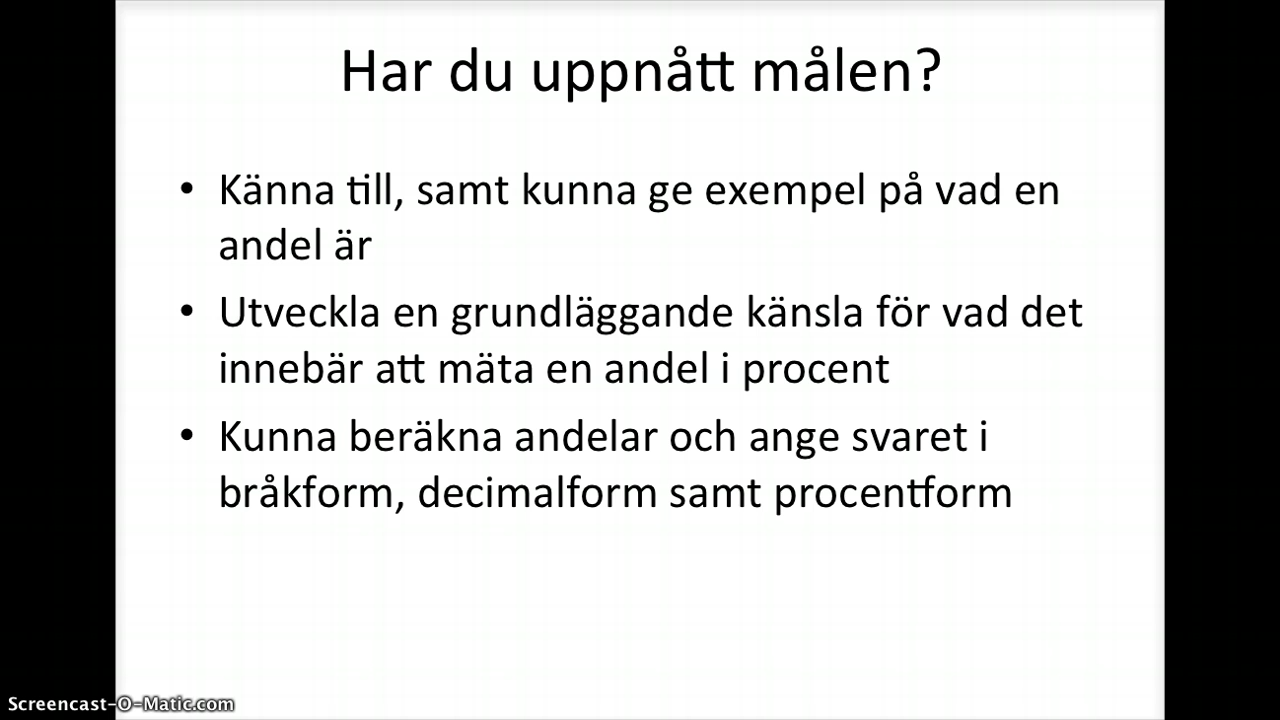 Har du uppnått målen?
• Känna till, samt kunna ge exempel på vad en
andel är
• Utveckla en grundläggande känsla för vad det
innebär att mäta en andel i procent
• Kunna beräkna andelar och ange svaret i
bråkform, decimalform samt procentform
Screencast-O-Matic.com